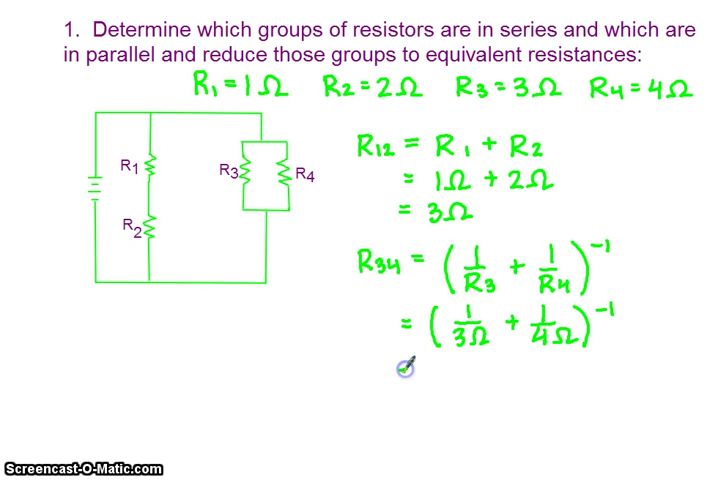 1. Determine which groups of resistors are in series and which are
in parallel and reduce those groups to equivalent resistances:
R1 = 1Ω R2 = 2Ω R3 = 3Ω R4 = 4Ω
R1
R2
R3
R4
R12 = R1 + R2
= 1Ω + 2Ω
= 3Ω
R34 = (1/R3 + 1/R4)^-1
= (1/3Ω + 1/4Ω)^-1
Screencast-O-Matic.com